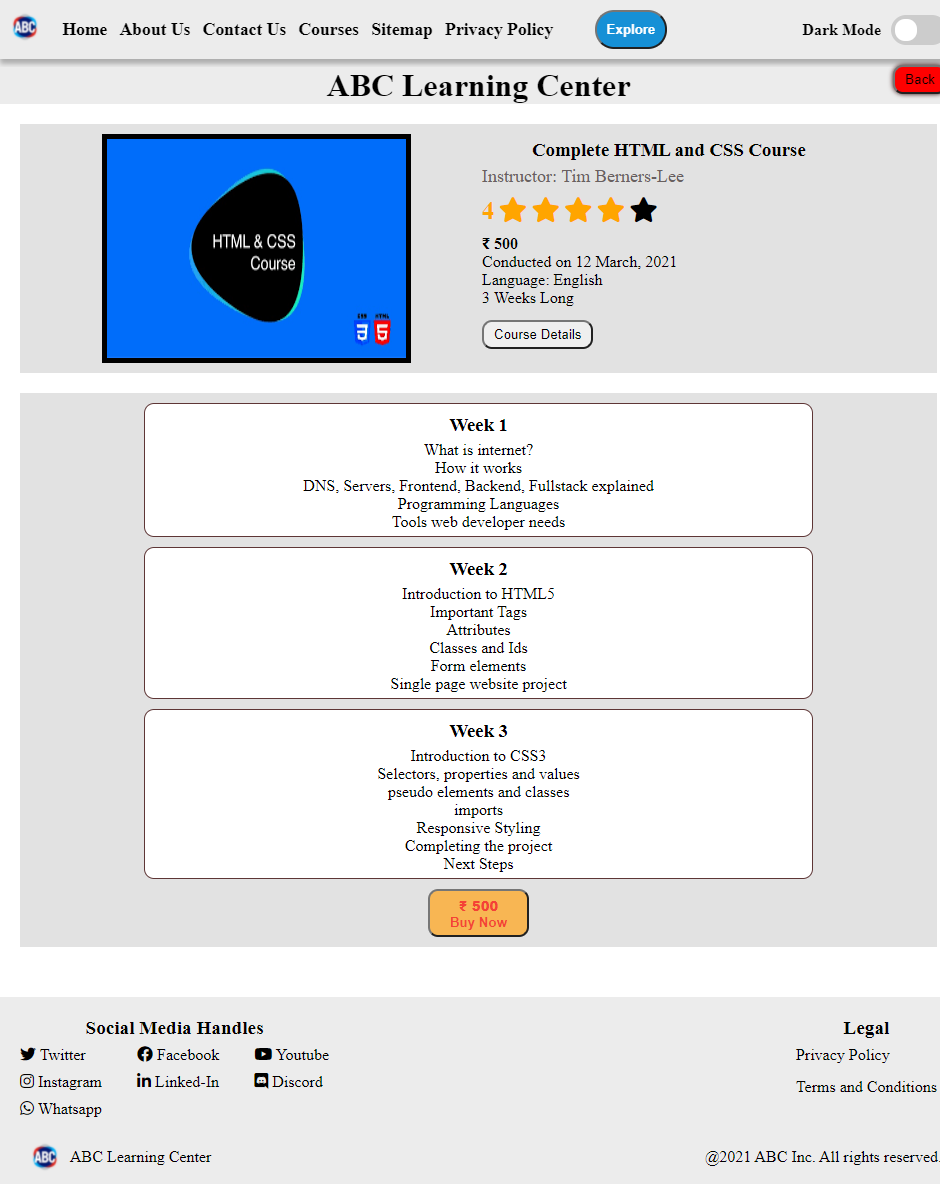 ABC Home About Us Contact Us Courses Sitemap Privacy Policy Explore Dark Mode
ABC Learning Center
Back
HTML & CSS
Course
CSS HTML
3 5
Complete HTML and CSS Course
Instructor: Tim Berners-Lee
4
₹ 500
Conducted on 12 March, 2021
Language: English
3 Weeks Long
Course Details
Week 1
What is internet?
How it works
DNS, Servers, Frontend, Backend, Fullstack explained
Programming Languages
Tools web developer needs
Week 2
Introduction to HTML5
Important Tags
Attributes
Classes and Ids
Form elements
Single page website project
Week 3
Introduction to CSS3
Selectors, properties and values
pseudo elements and classes
imports
Responsive Styling
Completing the project
Next Steps
₹ 500
Buy Now
Social Media Handles
Twitter Facebook Youtube
Instagram Linked-In Discord
Whatsapp
Legal
Privacy Policy
Terms and Conditions
ABC ABC Learning Center
@2021 ABC Inc. All rights reserved.